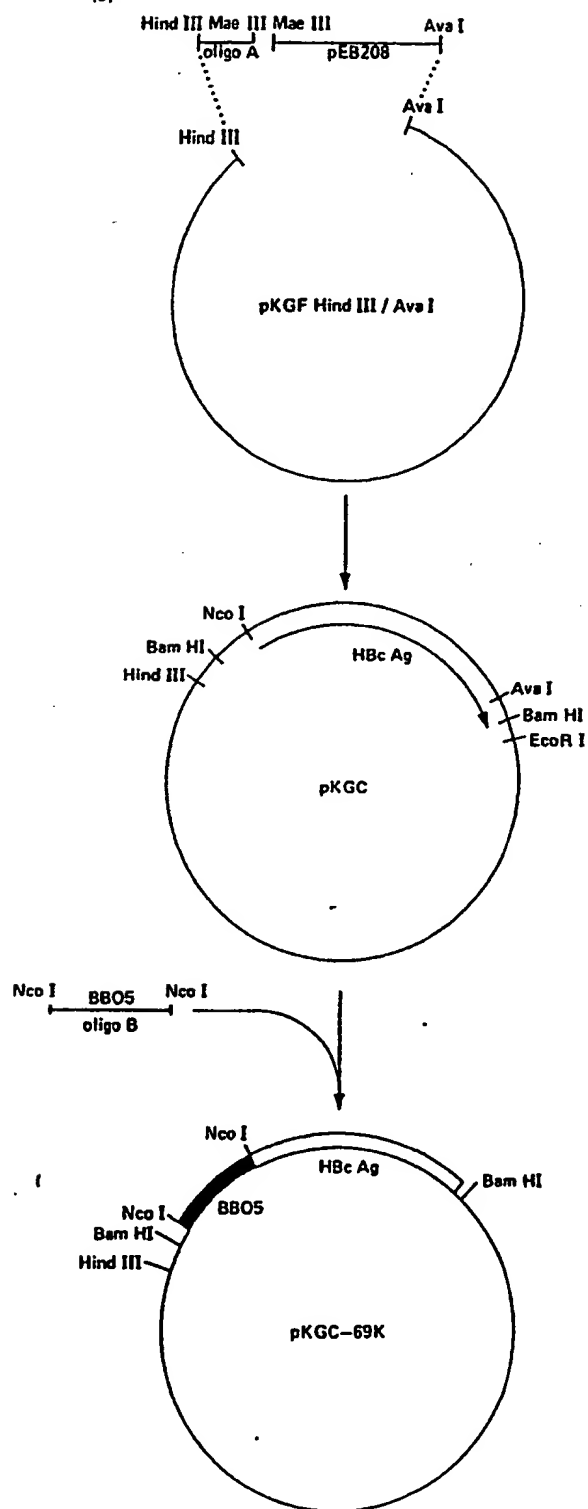 Hind III Mae III Mae III Ava I
oligo A pEB208
Ava I
Hind III
pKGF Hind III / Ava I
Nco I
Bam HI
HBc Ag
Hind III
Ava I
Bam HI
EcoR I
pKGC
Nco I BBO5 Nco I
oligo B
Nco I
HBc Ag
Bam HI
BBO5
Nco I
Bam HI
Hind III
pKGC-69K